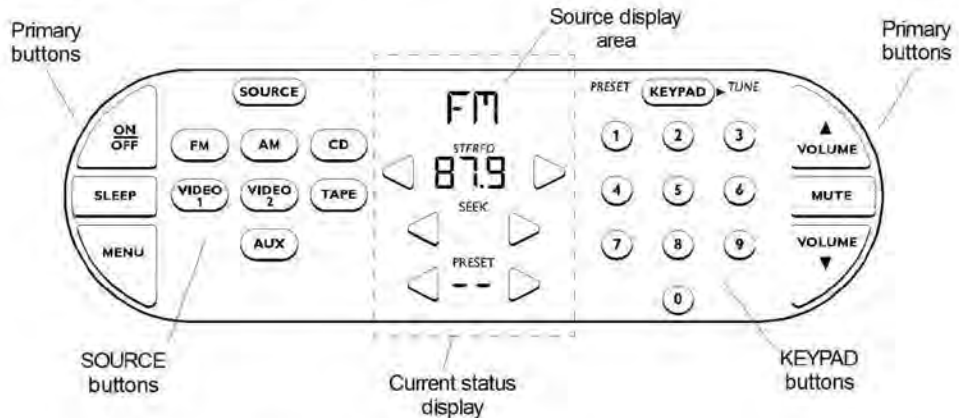 Primary
buttons
Source display
area
Primary
buttons
ON
OFF
SLEEP
MENU
SOURCE
FM
AM
CD
VIDEO
1
VIDEO
2
TAPE
AUX
FM
STEREO
87.9
SEEK
PRESET
--
PRESET
KEYPAD
TUNE
1 2 3
4 5 6
7 8 9
0
VOLUME
MUTE
VOLUME
SOURCE
buttons
Current status
display
KEYPAD
buttons